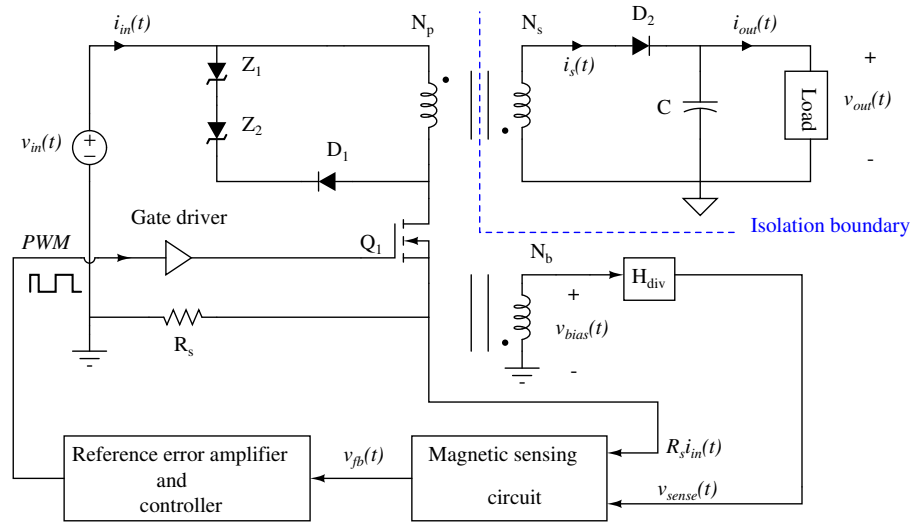 i_in(t)
N_p
N_s
D_2
i_out(t)
Z_1
i_s(t)
+
v_in(t)
+
-
Z_2
C
Load
v_out(t)
D_1
-
Gate driver
Isolation boundary
PWM
Q_1
N_b
H_div
+
v_bias(t)
R_s
-
Reference error amplifier
and
controller
v_fb(t)
Magnetic sensing
circuit
R_s i_in(t)
v_sense(t)